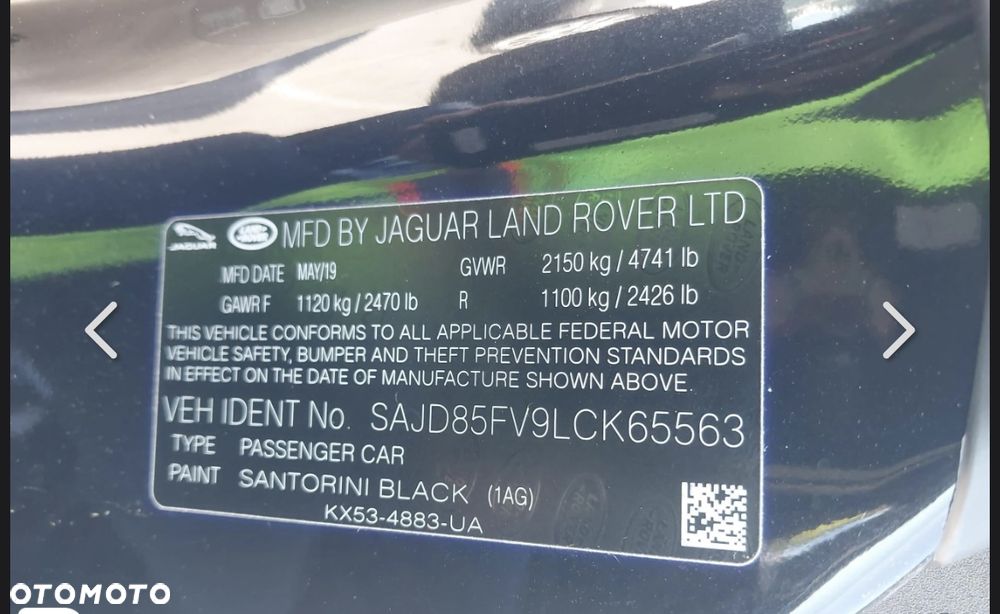 JAGUAR LAND ROVER MFD BY JAGUAR LAND ROVER LTD
MFD DATE MAY/19 GVWR 2150 kg / 4741 lb
GAWR F 1120 kg / 2470 lb R 1100 kg / 2426 lb
THIS VEHICLE CONFORMS TO ALL APPLICABLE FEDERAL MOTOR
VEHICLE SAFETY, BUMPER AND THEFT PREVENTION STANDARDS
IN EFFECT ON THE DATE OF MANUFACTURE SHOWN ABOVE.
VEH IDENT No. SAJD85FV9LCK65563
TYPE PASSENGER CAR
PAINT SANTORINI BLACK (1AG)
KX53-4883-UA
OTOMOTO